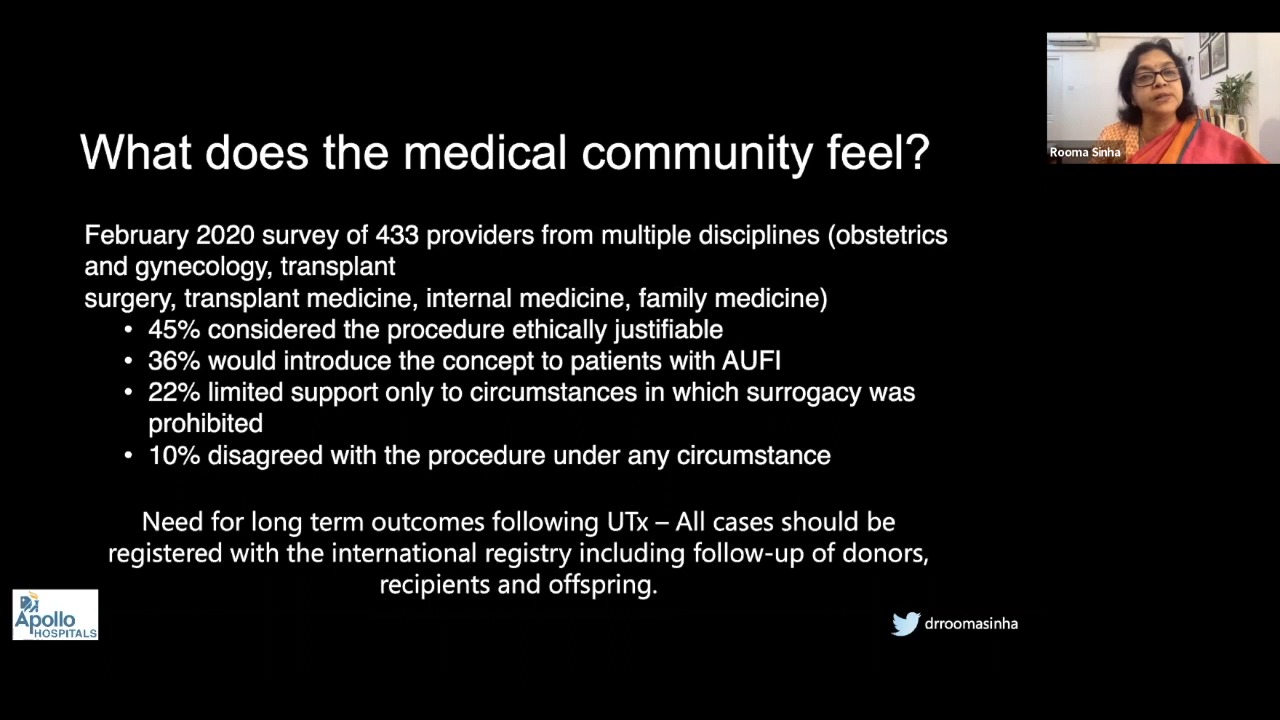 What does the medical community feel?
Rooma Sinha
February 2020 survey of 433 providers from multiple disciplines (obstetrics
and gynecology, transplant
surgery, transplant medicine, internal medicine, family medicine)
• 45% considered the procedure ethically justifiable
• 36% would introduce the concept to patients with AUFI
• 22% limited support only to circumstances in which surrogacy was
prohibited
• 10% disagreed with the procedure under any circumstance
Need for long term outcomes following UTx – All cases should be
registered with the international registry including follow-up of donors,
recipients and offspring.
Apollo
HOSPITALS
drroomasinha